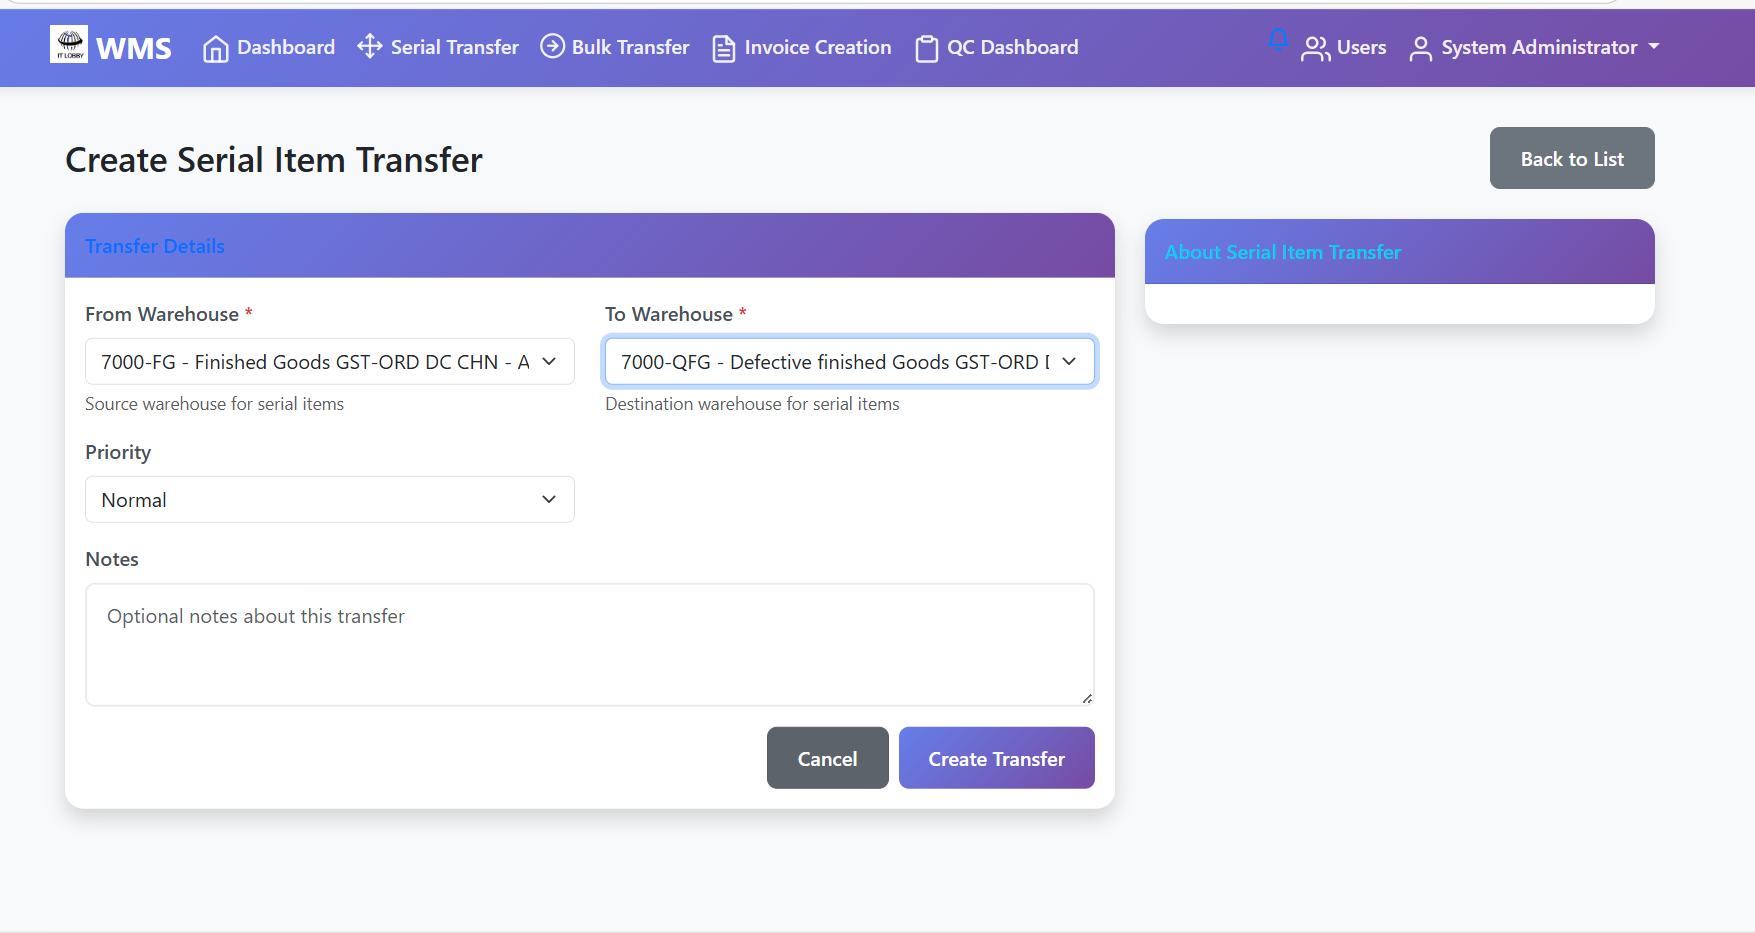 IT LOBBY
WMS Dashboard Serial Transfer Bulk Transfer Invoice Creation QC Dashboard Users System Administrator
Create Serial Item Transfer
Back to List
Transfer Details
About Serial Item Transfer
From Warehouse *
To Warehouse *
7000-FG - Finished Goods GST-ORD DC CHN - A
7000-QFG - Defective finished Goods GST-ORD
Source warehouse for serial items
Destination warehouse for serial items
Priority
Normal
Notes
Optional notes about this transfer
Cancel
Create Transfer